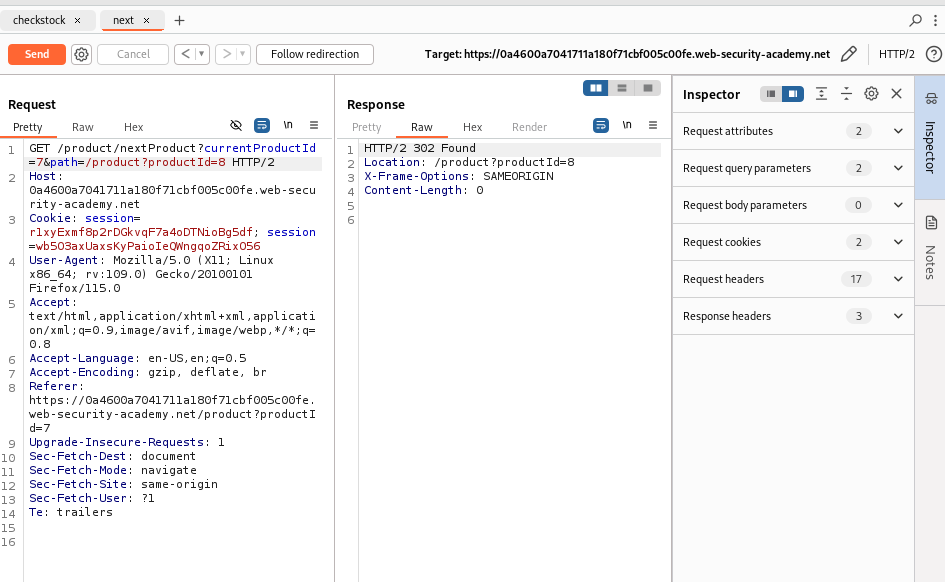 checkstock × next × +
Send Cancel < > Follow redirection Target: https://0a4600a7041711a180f71cbf005c00fe.web-security-academy.net HTTP/2 ?
Request
Pretty Raw Hex \n
1 GET /product/nextProduct?currentProductId
=7&path=/product?productId=8 HTTP/2
2 Host:
0a4600a7041711a180f71cbf005c00fe.web-secu
rity-academy.net
3 Cookie: session=
r1xyExmf8p2rDGkvqF7a4oDTNioBg5df; session
=wb503axUaxsKyPaioIeQWngqoZRix056
4 User-Agent: Mozilla/5.0 (X11; Linux
x86_64; rv:109.0) Gecko/20100101
Firefox/115.0
5 Accept:
text/html,application/xhtml+xml,applicati
on/xml;q=0.9,image/avif,image/webp,*/*;q=
0.8
6 Accept-Language: en-US,en;q=0.5
7 Accept-Encoding: gzip, deflate, br
8 Referer:
https://0a4600a7041711a180f71cbf005c00fe.
web-security-academy.net/product?productI
d=7
9 Upgrade-Insecure-Requests: 1
10 Sec-Fetch-Dest: document
11 Sec-Fetch-Mode: navigate
12 Sec-Fetch-Site: same-origin
13 Sec-Fetch-User: ?1
14 Te: trailers
15
16
Response
Pretty Raw Hex Render \n
1 HTTP/2 302 Found
2 Location: /product?productId=8
3 X-Frame-Options: SAMEORIGIN
4 Content-Length: 0
5
6
Inspector
Request attributes 2
Request query parameters 2
Request body parameters 0
Request cookies 2
Request headers 17
Response headers 3
Inspector
Notes